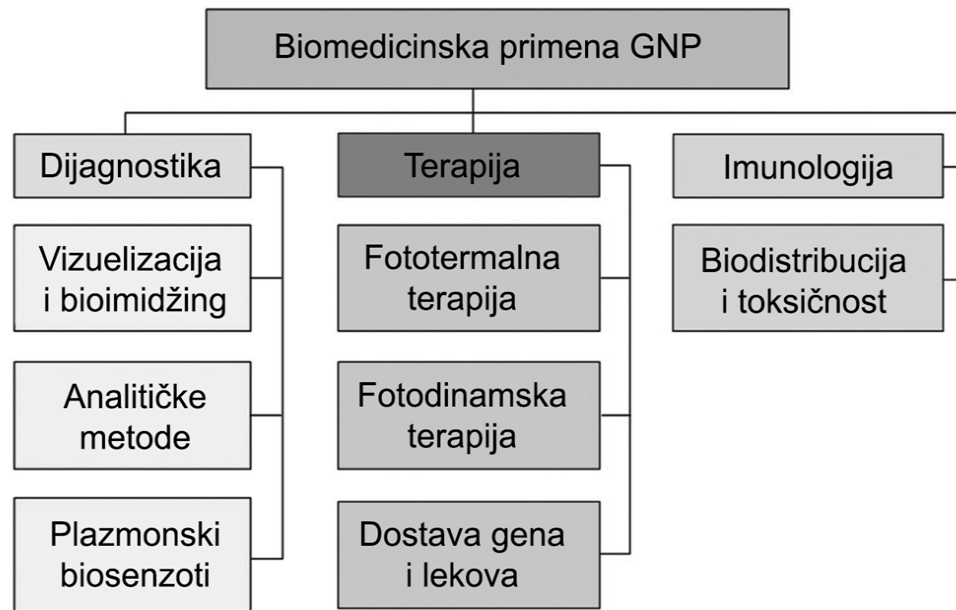 Biomedicinska primena GNP
Dijagnostika
Vizuelizacija
i bioimidžing
Analitičke
metode
Plazmonski
biosenzoti
Terapija
Fototermalna
terapija
Fotodinamska
terapija
Dostava gena
i lekova
Imunologija
Biodistribucija
i toksičnost